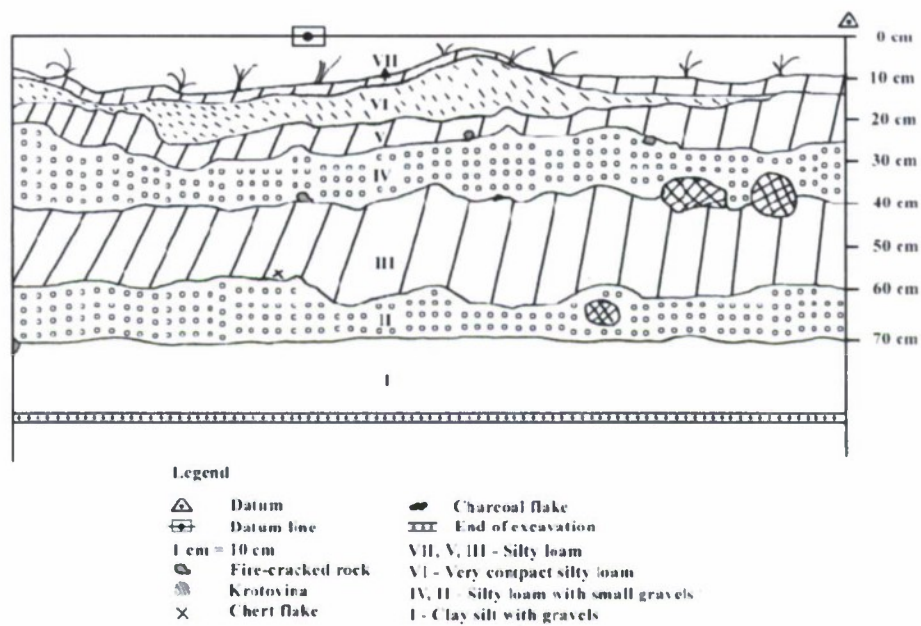 0 cm
VII
10 cm
VI
20 cm
V
30 cm
IV
40 cm
50 cm
III
60 cm
II
70 cm
I
Legend
Datum
Datum line
1 cm = 10 cm
Fire-cracked rock
Krotovina
Chert flake
Charcoal flake
End of excavation
VII, V, III - Silty loam
VI - Very compact silty loam
IV, II - Silty loam with small gravels
I - Clay silt with gravels